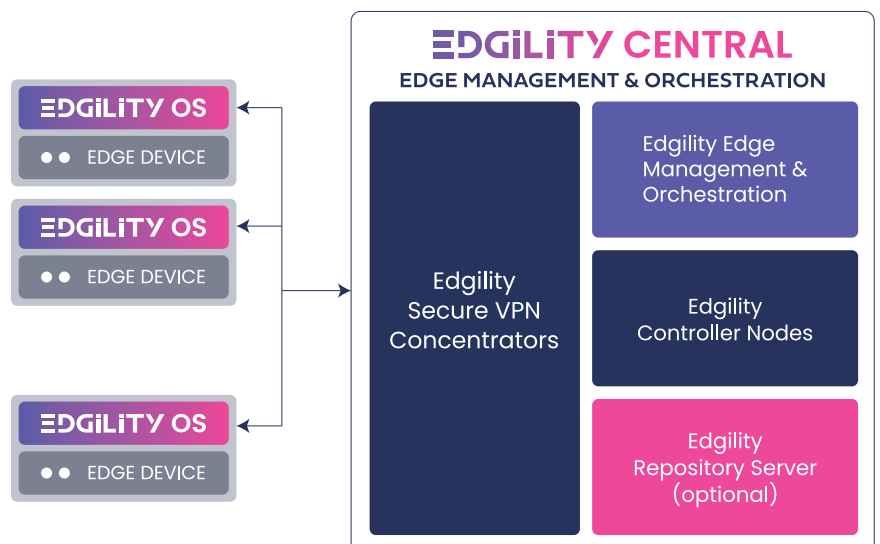 EDGiLiTY OS
EDGE DEVICE
EDGiLiTY OS
EDGE DEVICE
EDGiLiTY OS
EDGE DEVICE
EDGiLiTY CENTRAL
EDGE MANAGEMENT & ORCHESTRATION
Edgility
Secure VPN
Concentrators
Edgility Edge
Management &
Orchestration
Edgility
Controller Nodes
Edgility
Repository Server
(optional)